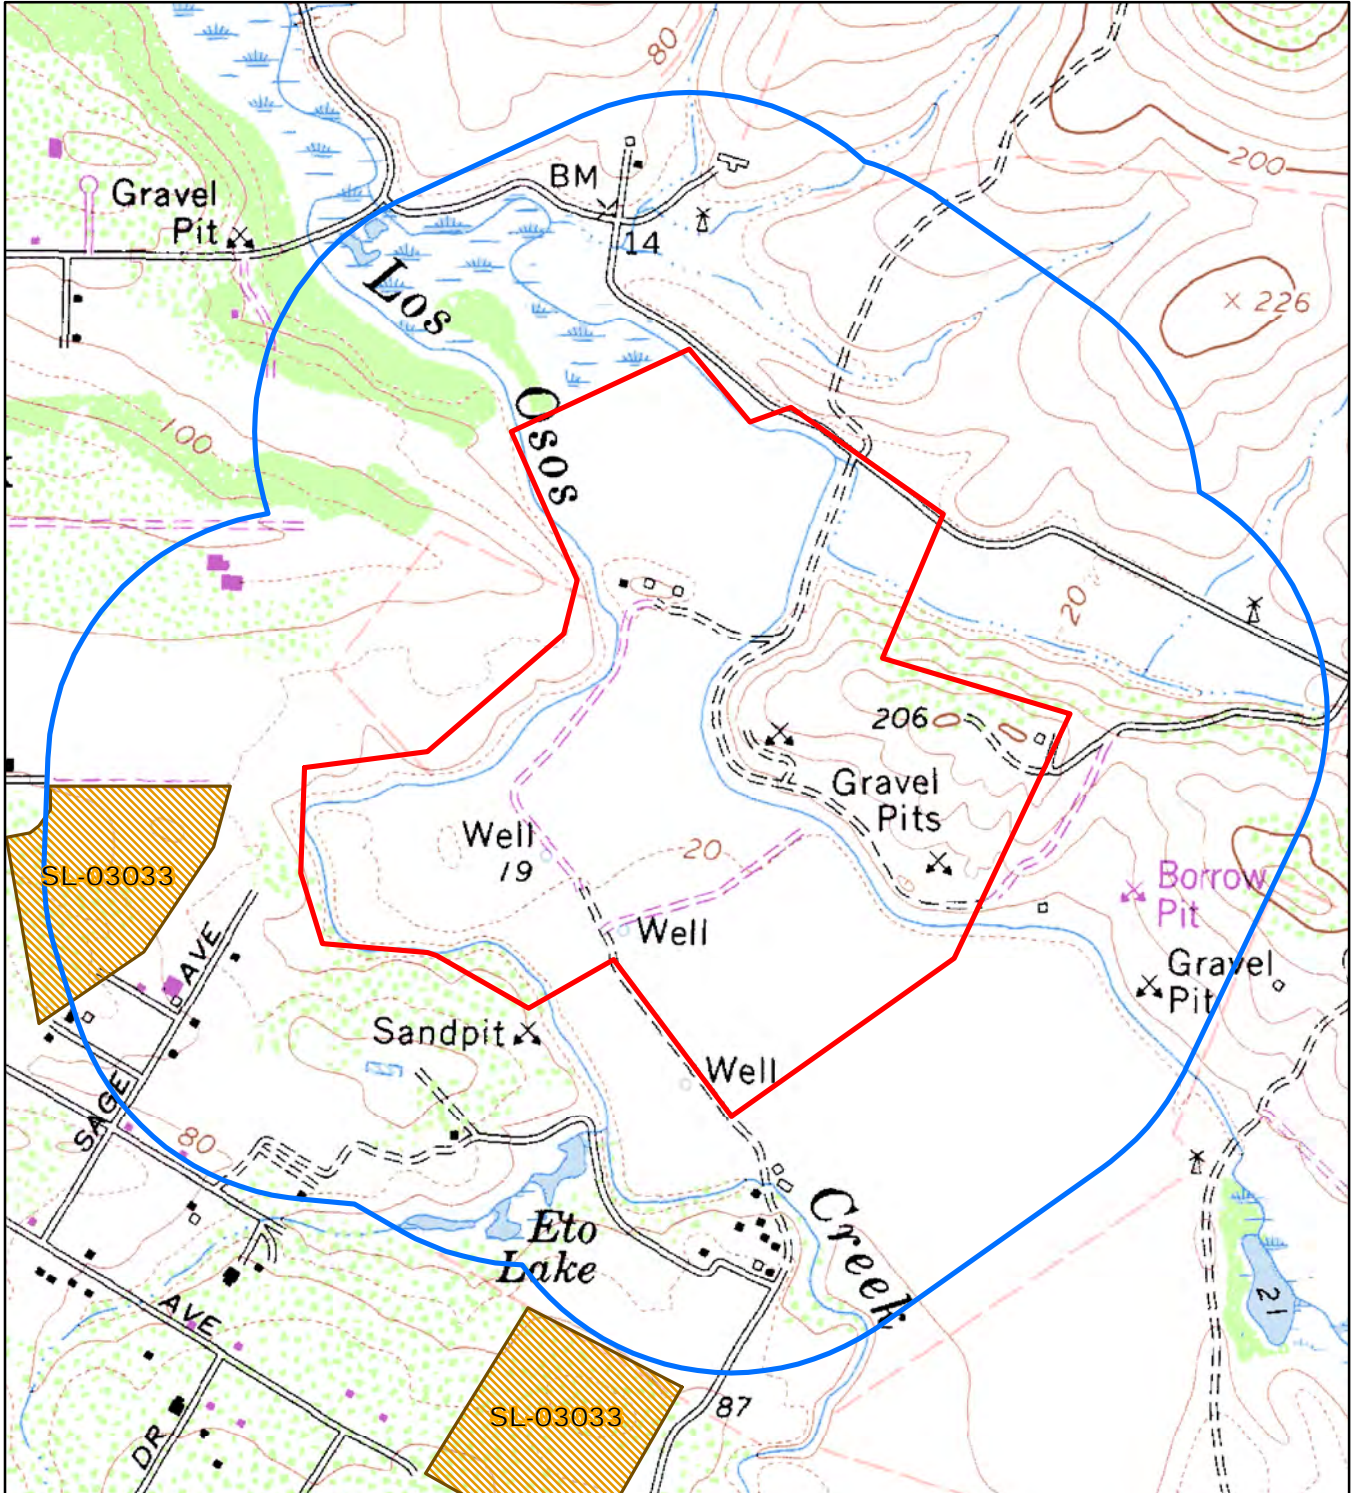 80
200
BM
Gravel
Pit
14
Los
× 226
Osos
100
20
206
Gravel
Pits
Well
19
20
SL-03033
Borrow
Pit
AVE
Well
Gravel
Pit
Sandpit
Well
SAGE
80
Creek
Eto
Lake
21
AVE
SL-03033
87
DR